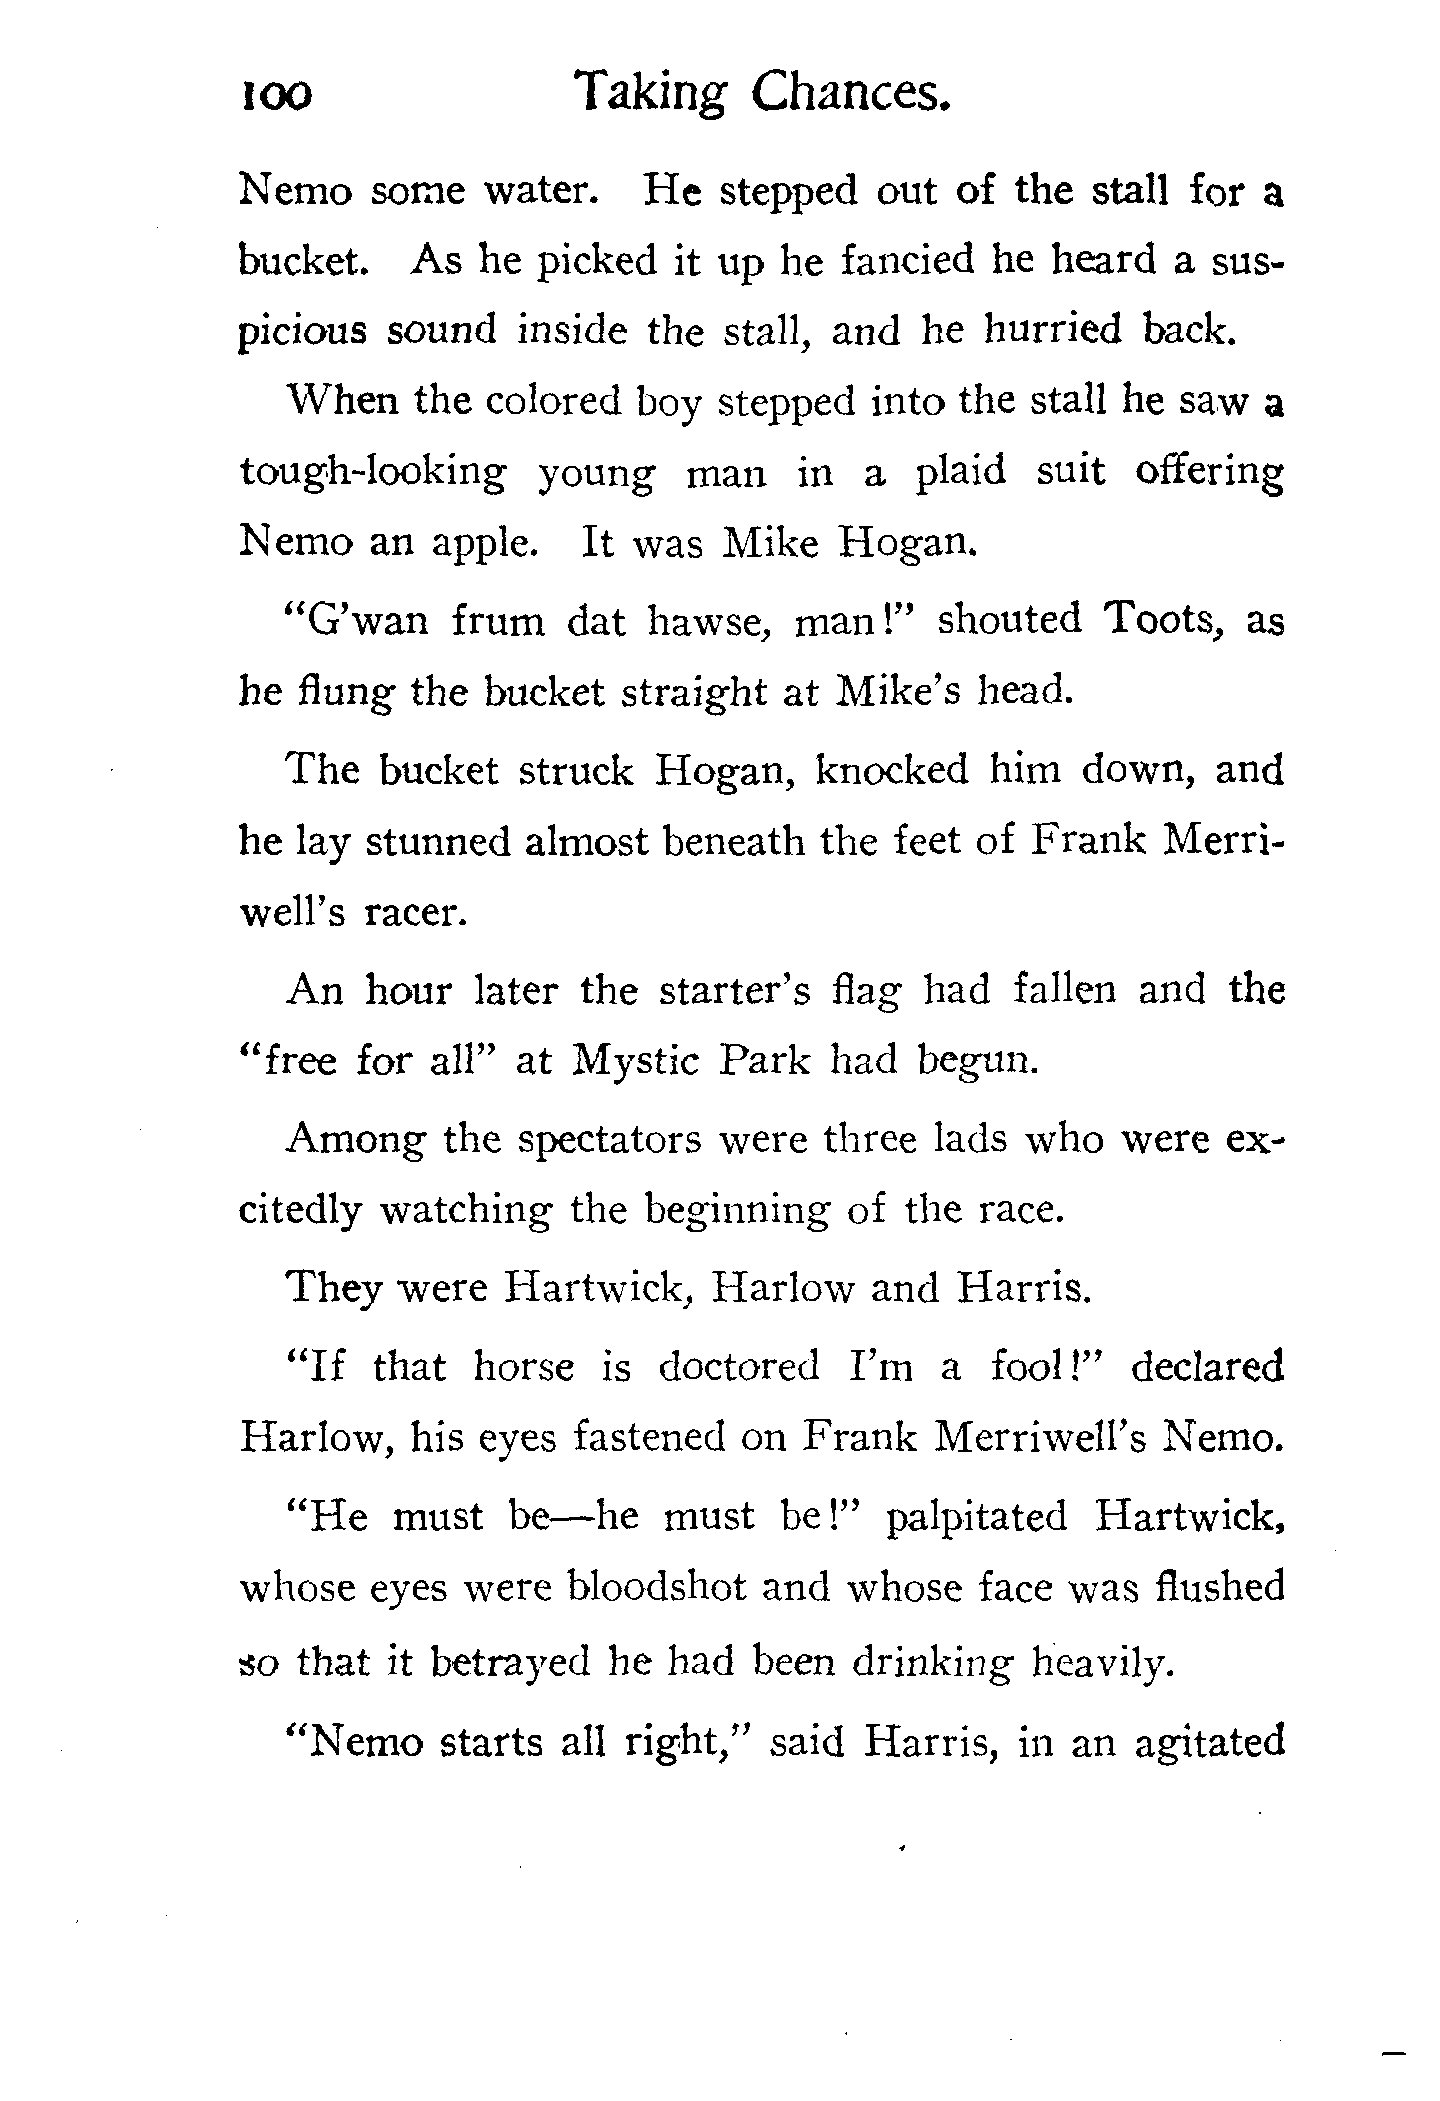 100 Taking Chances.
Nemo some water. He stepped out of the stall for a
bucket. As he picked it up he fancied he heard a sus-
picious sound inside the stall, and he hurried back.
When the colored boy stepped into the stall he saw a
tough-looking young man in a plaid suit offering
Nemo an apple. It was Mike Hogan.
“G’wan frum dat hawse, man!” shouted Toots, as
he flung the bucket straight at Mike’s head.
The bucket struck Hogan, knocked him down, and
he lay stunned almost beneath the feet of Frank Merri-
well’s racer.
An hour later the starter’s flag had fallen and the
“free for all” at Mystic Park had begun.
Among the spectators were three lads who were ex-
citedly watching the beginning of the race.
They were Hartwick, Harlow and Harris.
“If that horse is doctored I’m a fool!” declared
Harlow, his eyes fastened on Frank Merriwell’s Nemo.
“He must be—he must be!” palpitated Hartwick,
whose eyes were bloodshot and whose face was flushed
so that it betrayed he had been drinking heavily.
“Nemo starts all right,” said Harris, in an agitated